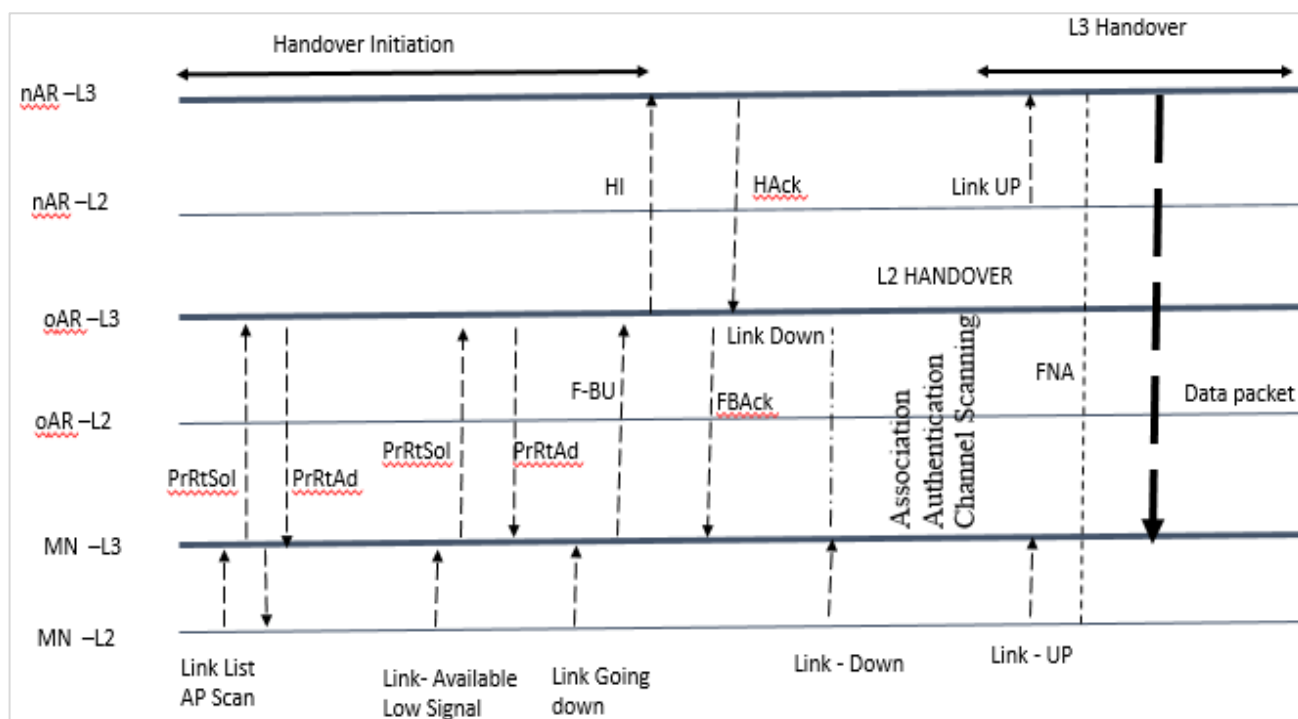 Handover Initiation
L3 Handover
nAR –L3
HI
HAck
Link UP
nAR –L2
L2 HANDOVER
oAR –L3
Link Down
F-BU
FBAck
FNA
Data packet
oAR –L2
PrRtSol
PrRtAd
PrRtSol
PrRtAd
Association
Authentication
Channel Scanning
MN –L3
MN –L2
Link List
AP Scan
Link- Available
Low Signal
Link Going
down
Link - Down
Link - UP